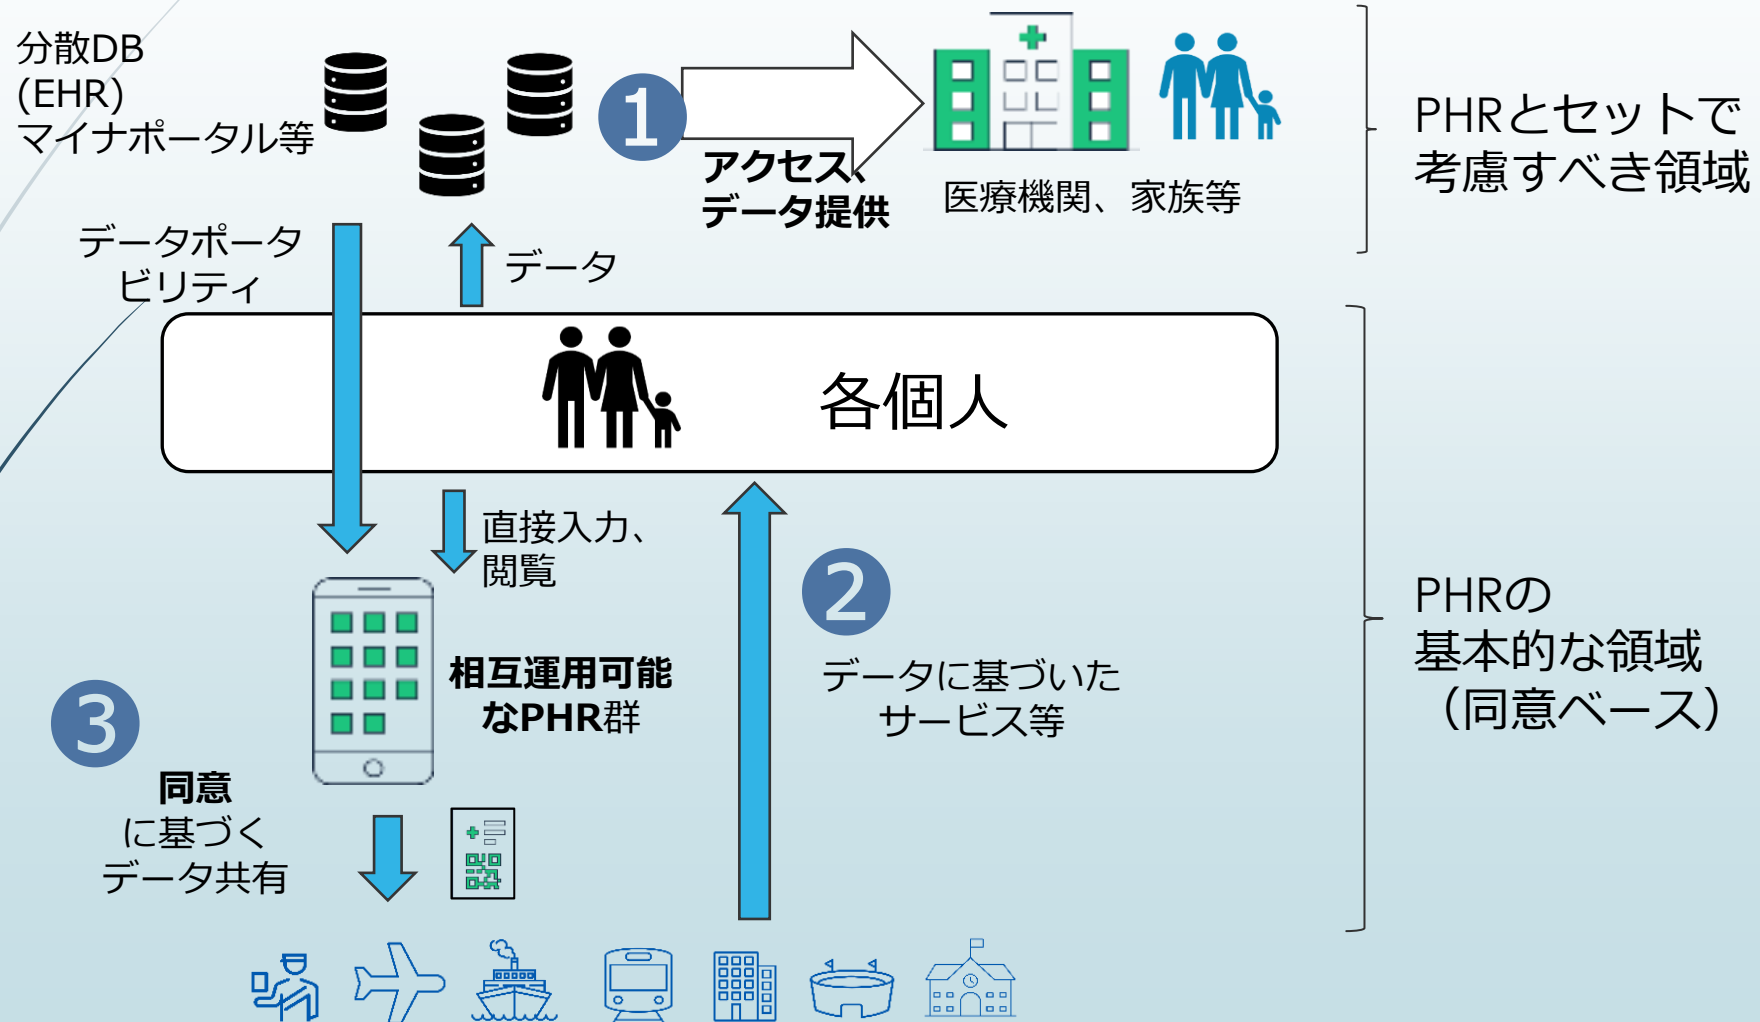 分散DB
(EHR)
マイナポータル等
1
アクセス、
データ提供
医療機関、家族等
PHRとセットで
考慮すべき領域
データポータ
ビリティ
データ
各個人
直接入力、
閲覧
2
データに基づいた
サービス等
相互運用可能
なPHR群
PHRの
基本的な領域
（同意ベース）
3
同意
に基づく
データ共有